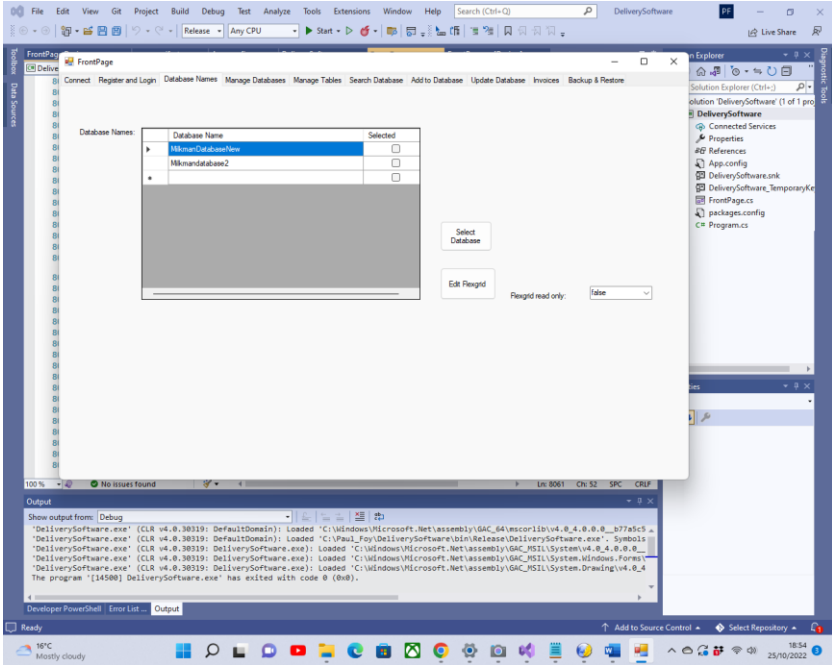 File Edit View Git Project Build Debug Test Analyze Tools Extensions Window Help Search (Ctrl+Q) DeliverySoftware PF
Release Any CPU Start Live Share
FrontPage
Connect Register and Login Database Names Manage Databases Manage Tables Search Database Add to Database Update Database Invoices Backup & Restore
Database Names:
Database Name Selected
MilkmanDatabaseNew
Milkmandatabase2
Select
Database
Edit Flexgrid
Flexgrid read only: false
Toolbox
Data Sources
Diagnostic Tools
n Explorer
Solution Explorer (Ctrl+;)
olution 'DeliverySoftware' (1 of 1 proj
DeliverySoftware
Connected Services
Properties
References
App.config
DeliverySoftware.snk
DeliverySoftware_TemporaryKe
FrontPage.cs
packages.config
C# Program.cs
100 % No issues found Ln: 8061 Ch: 52 SPC CRLF
Output
Show output from: Debug
'DeliverySoftware.exe' (CLR v4.0.30319: DefaultDomain): Loaded 'C:\Windows\Microsoft.Net\assembly\GAC_64\mscorlib\v4.0_4.0.0.0__b77a5c5
'DeliverySoftware.exe' (CLR v4.0.30319: DefaultDomain): Loaded 'C:\Paul_Foy\DeliverySoftware\bin\Release\DeliverySoftware.exe'. Symbols
'DeliverySoftware.exe' (CLR v4.0.30319: DeliverySoftware.exe): Loaded 'C:\Windows\Microsoft.Net\assembly\GAC_MSIL\System\v4.0_4.0.0.0__
'DeliverySoftware.exe' (CLR v4.0.30319: DeliverySoftware.exe): Loaded 'C:\Windows\Microsoft.Net\assembly\GAC_MSIL\System.Windows.Forms\
'DeliverySoftware.exe' (CLR v4.0.30319: DeliverySoftware.exe): Loaded 'C:\Windows\Microsoft.Net\assembly\GAC_MSIL\System.Drawing\v4.0_4
The program '[14500] DeliverySoftware.exe' has exited with code 0 (0x0).
Developer PowerShell Error List ... Output
Ready Add to Source Control Select Repository
16°C
Mostly cloudy
18:54
25/10/2022